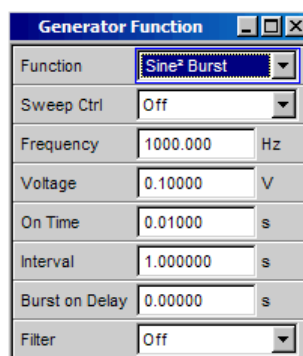 Generator Function
Function Sine² Burst
Sweep Ctrl Off
Frequency 1000.000 Hz
Voltage 0.10000 V
On Time 0.01000 s
Interval 1.000000 s
Burst on Delay 0.00000 s
Filter Off